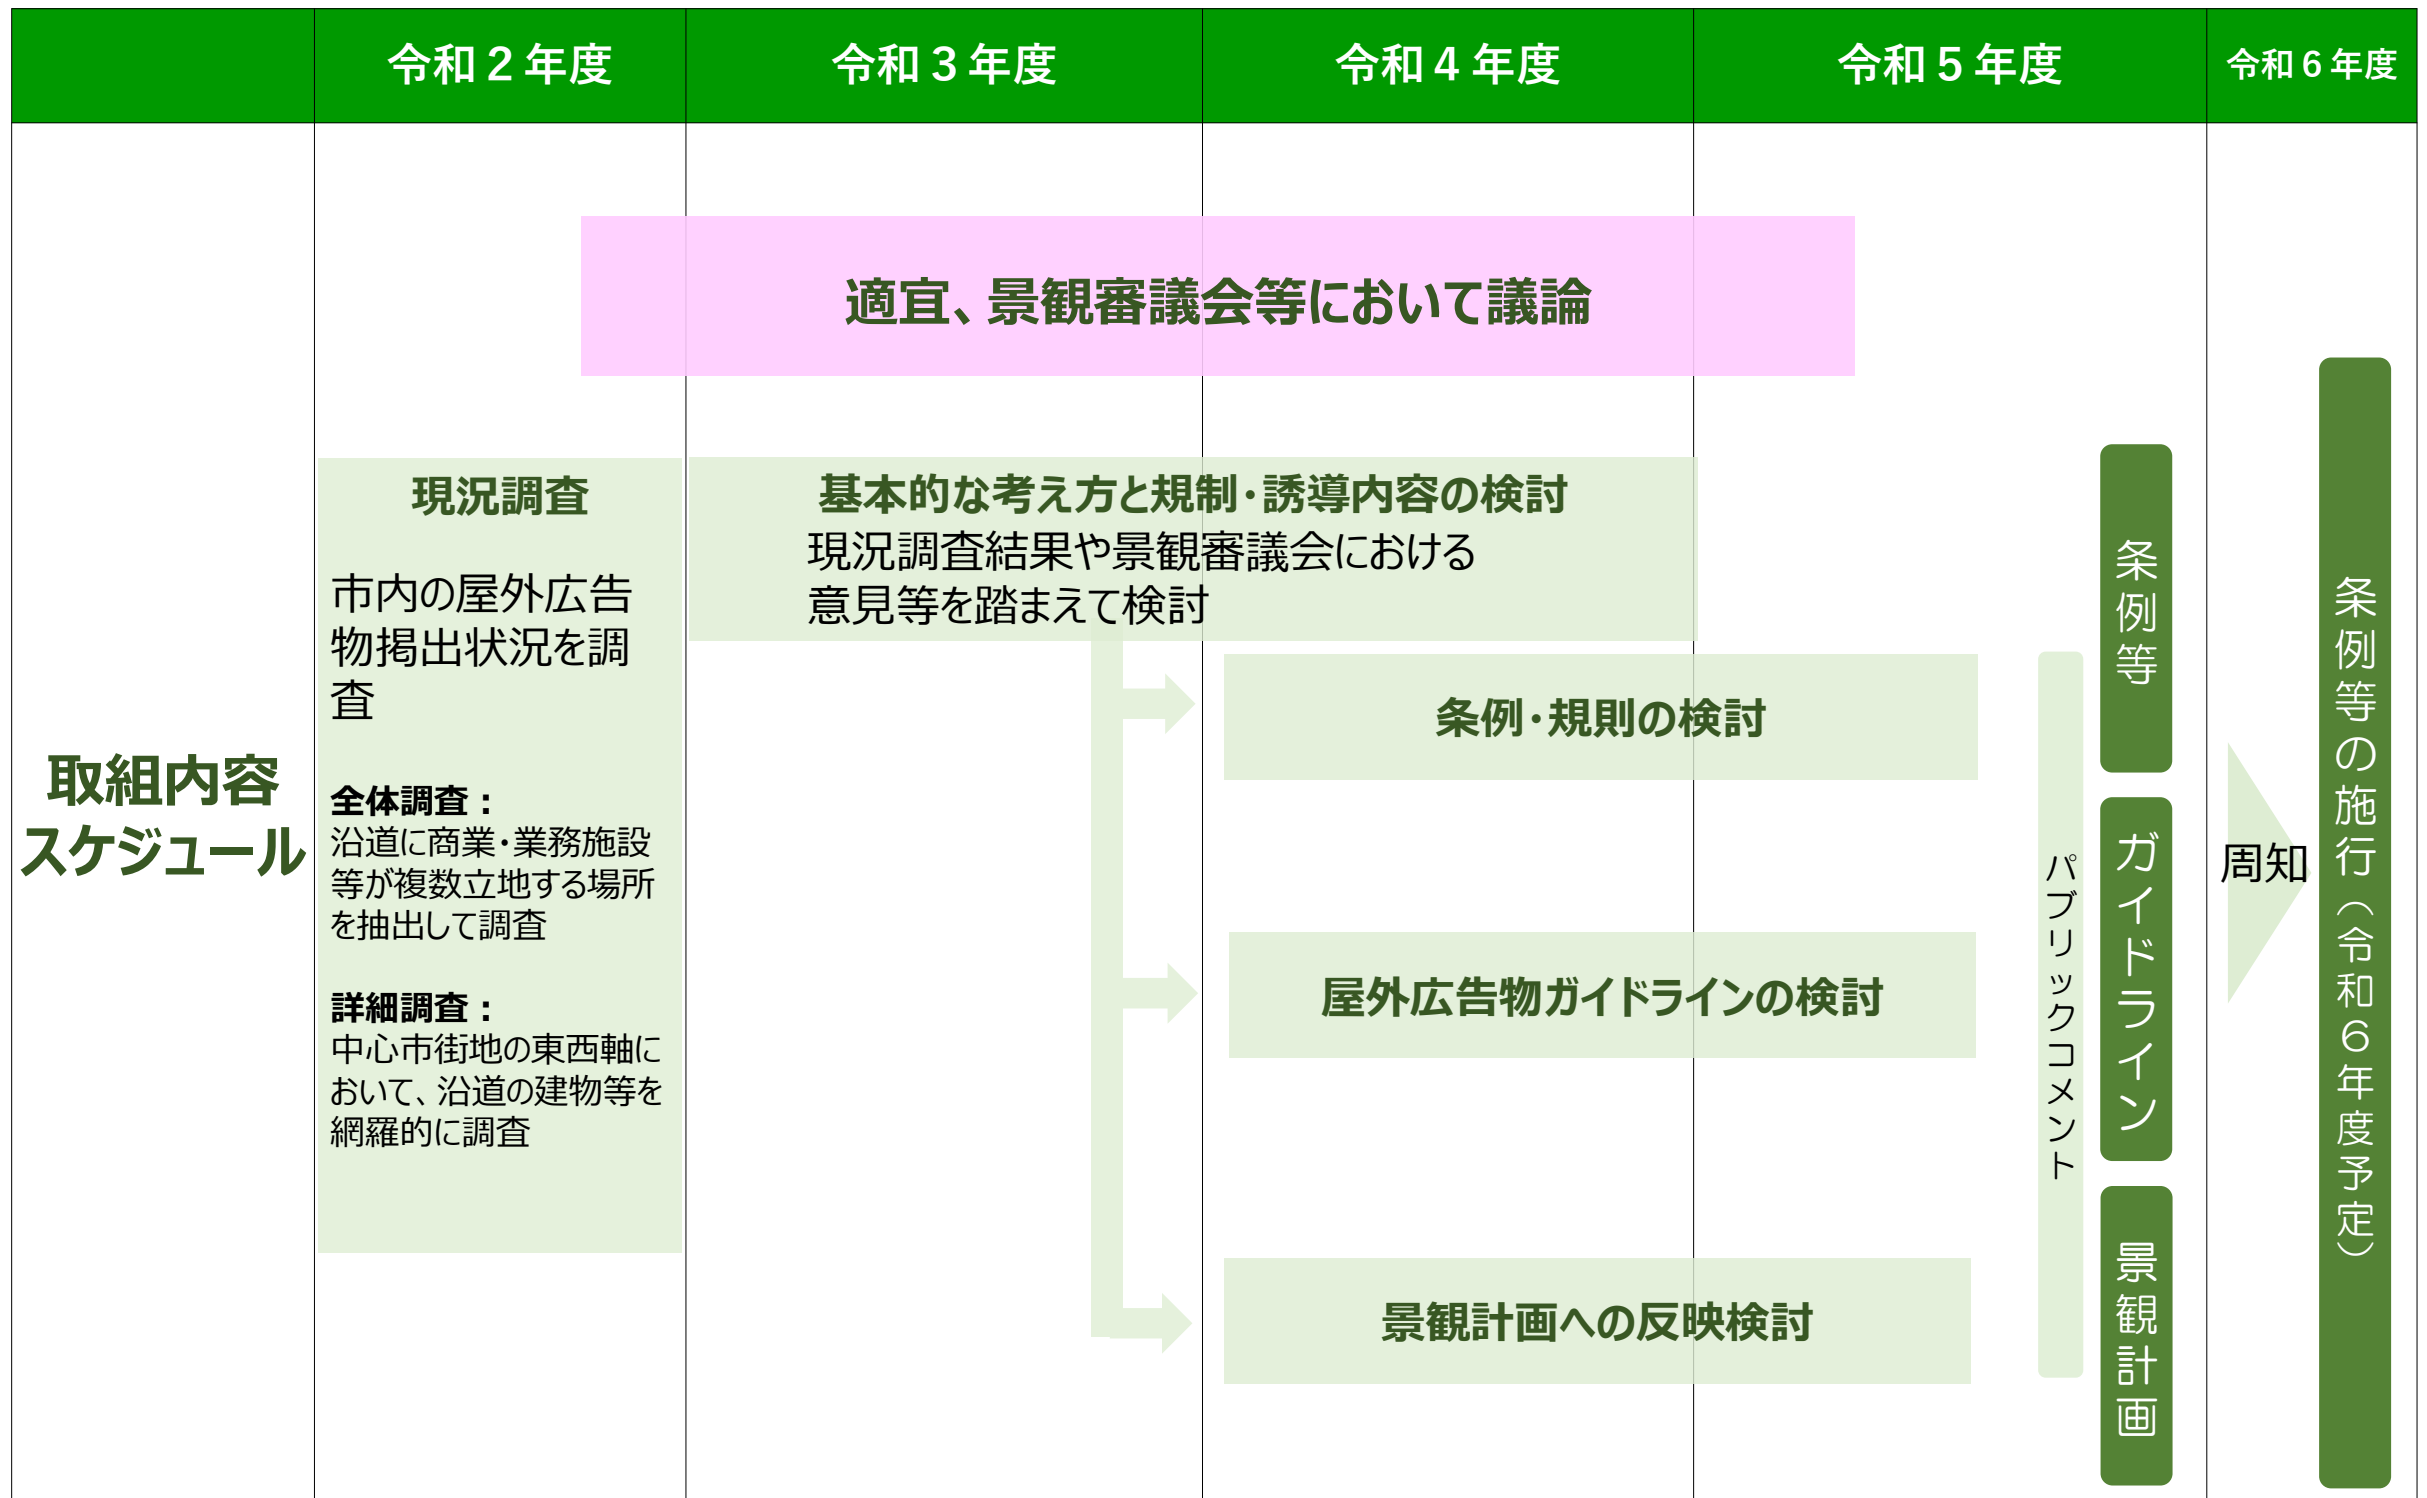 令和２年度
令和３年度
令和４年度
令和５年度
令和６年度
取組内容
スケジュール
適宜、景観審議会等において議論
現況調査
市内の屋外広告
物掲出状況を調
査
全体調査：
沿道に商業・業務施設
等が複数立地する場所
を抽出して調査
詳細調査：
中心市街地の東西軸に
おいて、沿道の建物等を
網羅的に調査
基本的な考え方と規制・誘導内容の検討
現況調査結果や景観審議会における
意見等を踏まえて検討
条例・規則の検討
屋外広告物ガイドラインの検討
景観計画への反映検討
パブリックコメント
条例等
ガイドライン
景観計画
周知
条例等の施行（令和６年度予定）